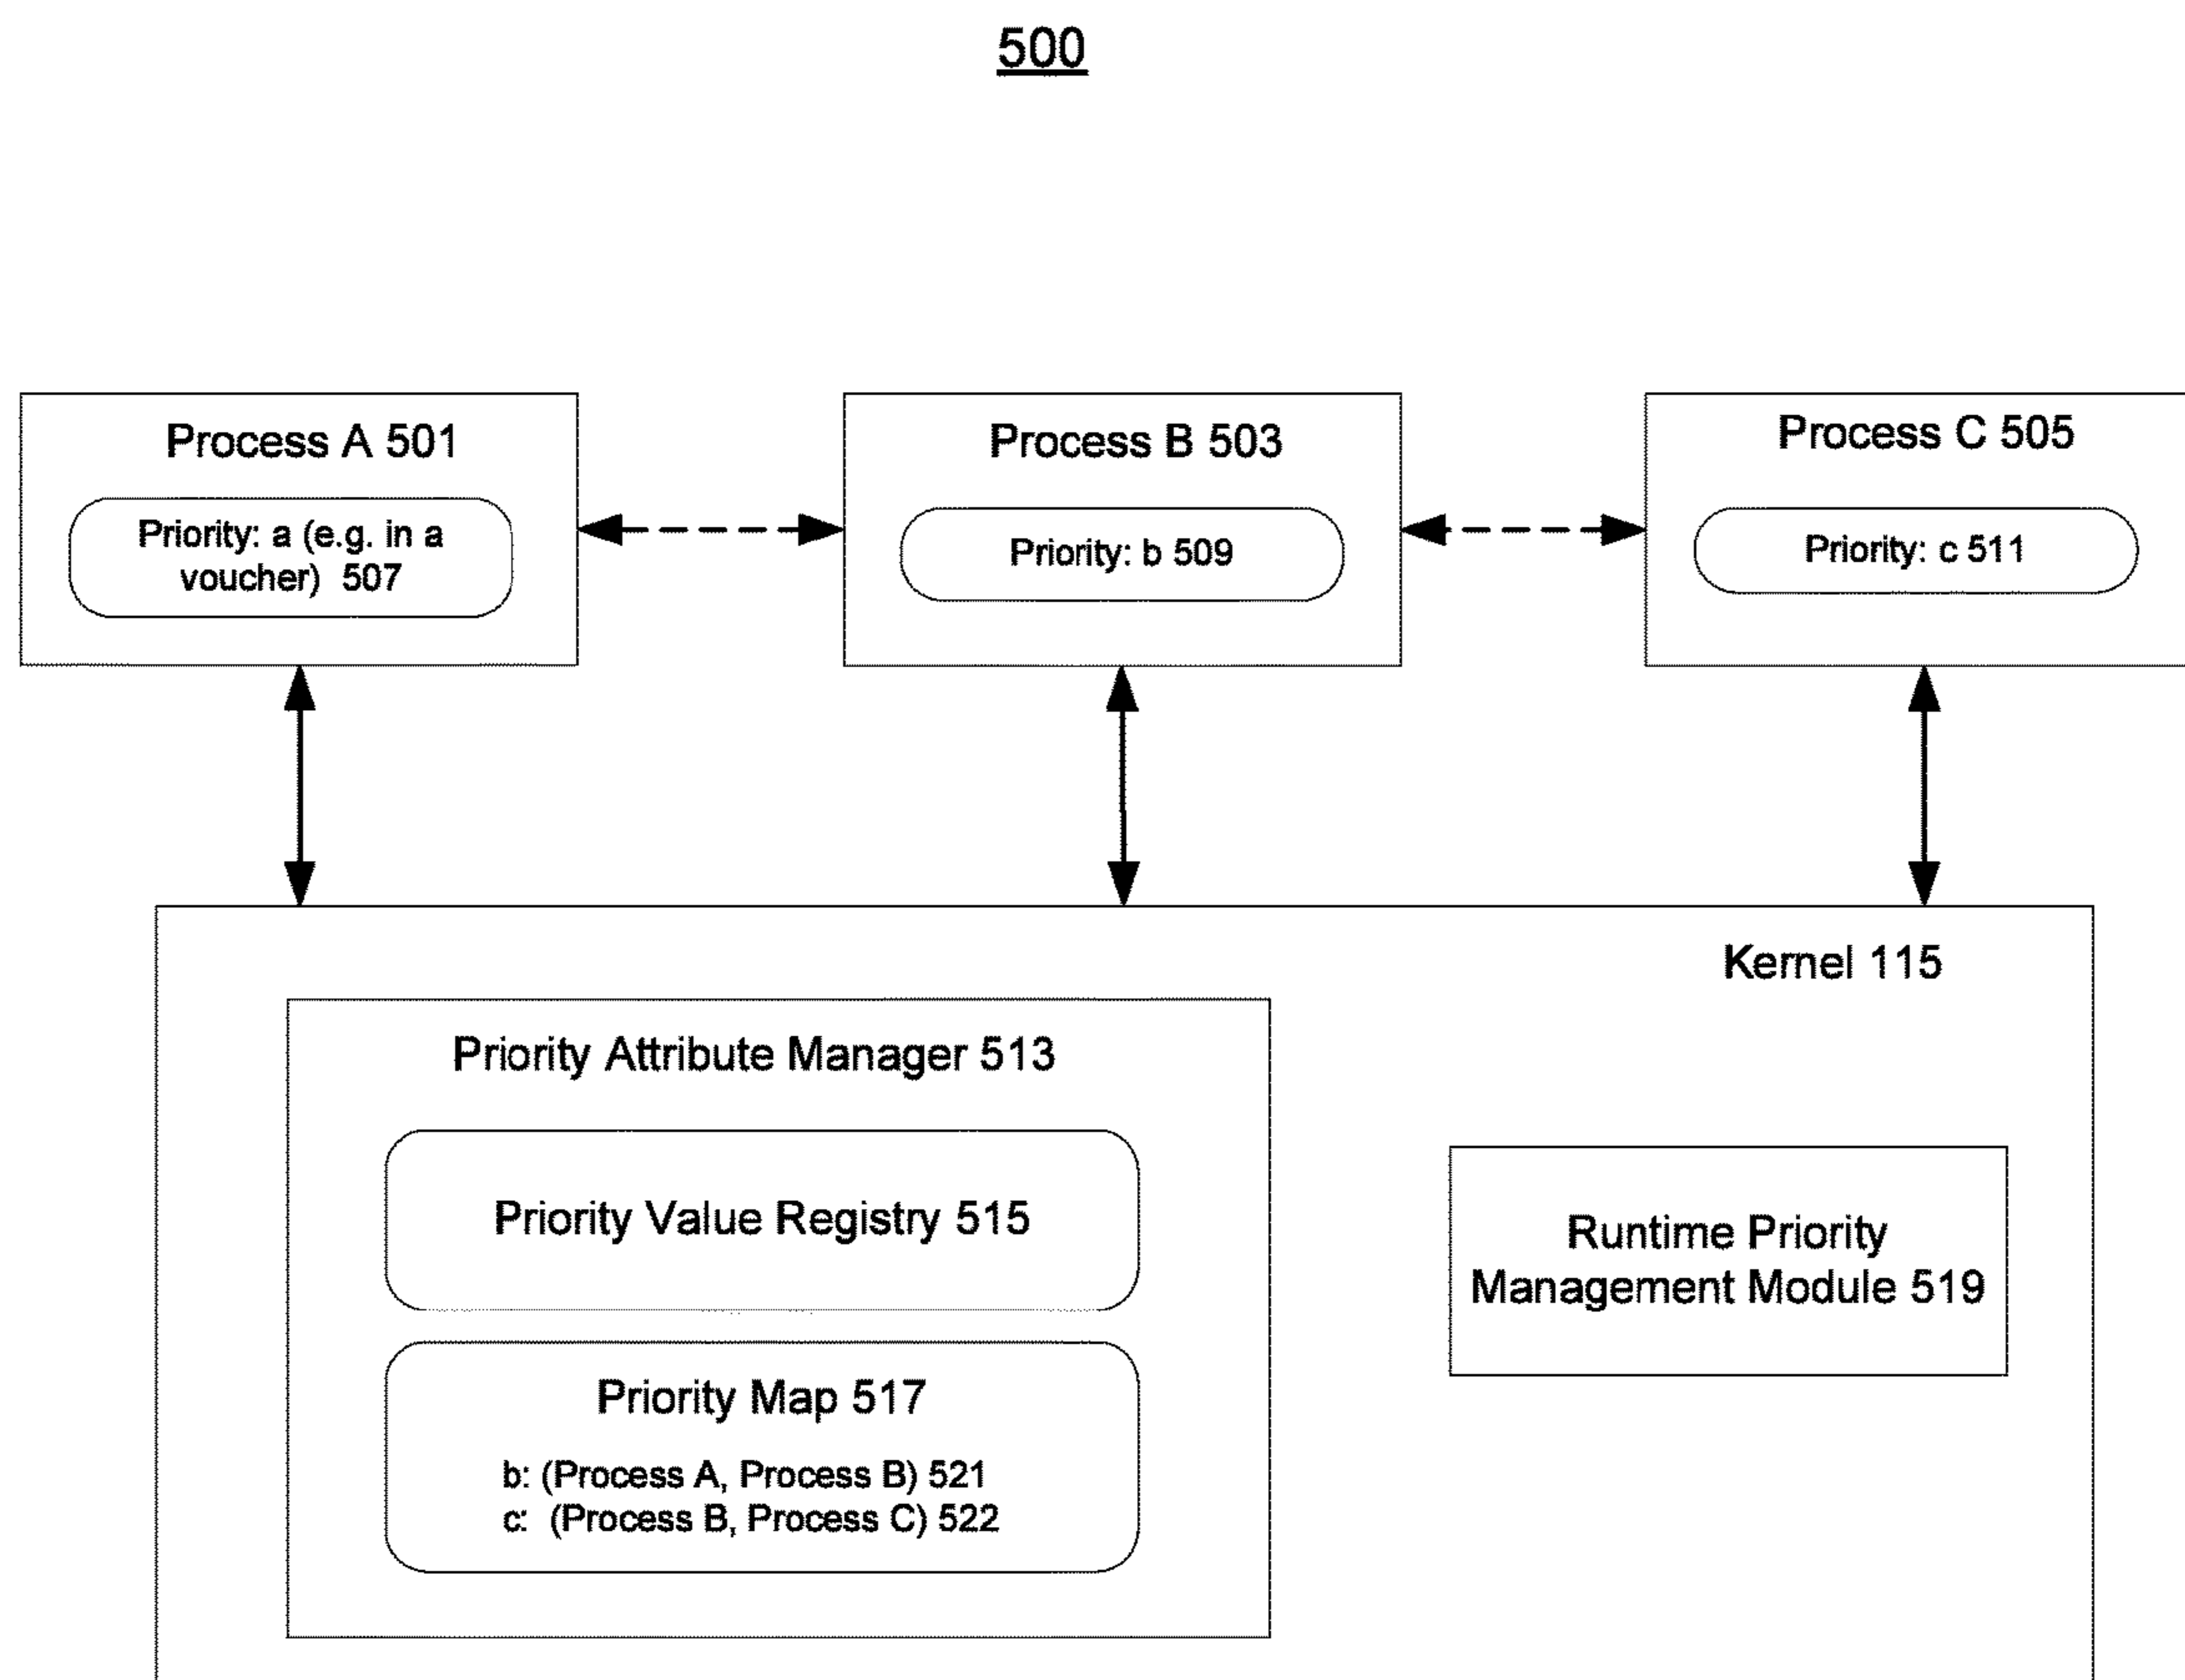 500
Process A 501
Priority: a (e.g. in a
voucher) 507
Process B 503
Priority: b 509
Process C 505
Priority: c 511
Kernel 115
Priority Attribute Manager 513
Priority Value Registry 515
Priority Map 517
b: (Process A, Process B) 521
c: (Process B, Process C) 522
Runtime Priority
Management Module 519